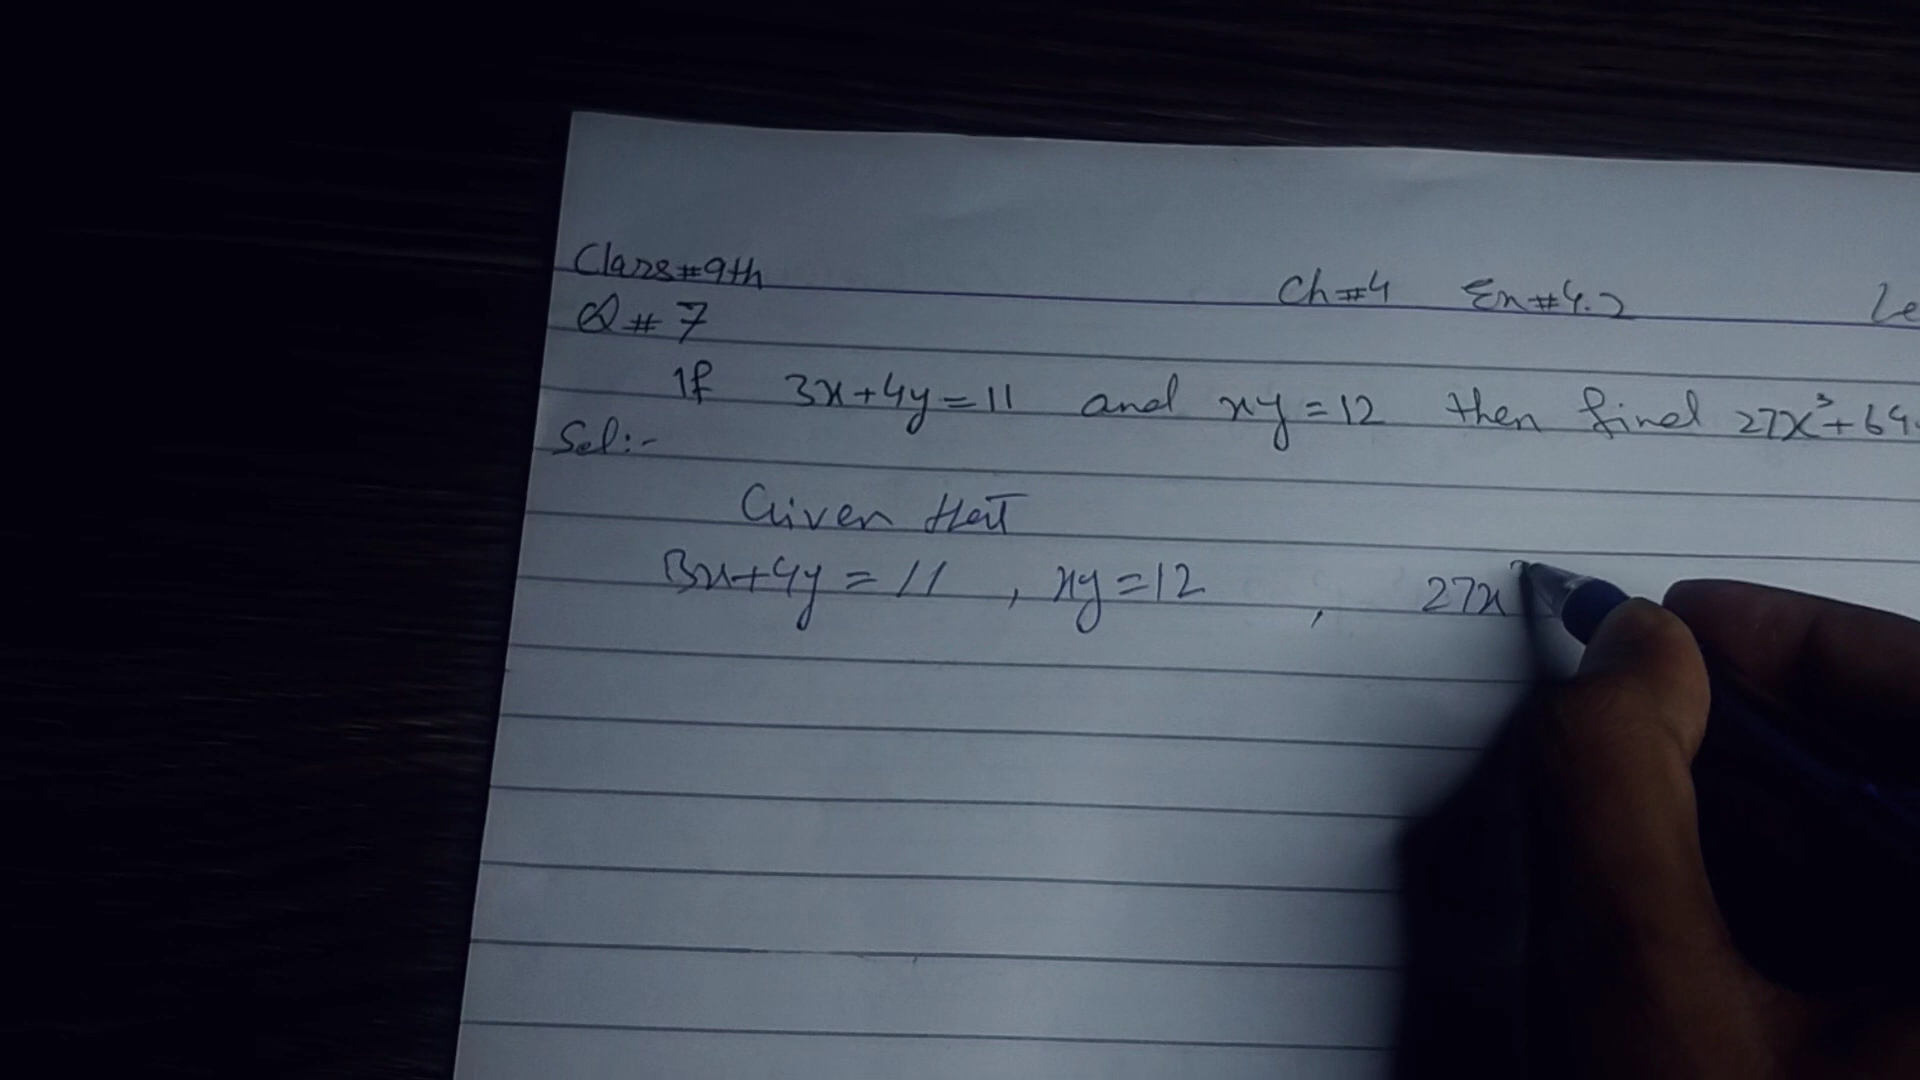 Class#9th Ch#4 Ex#4.2 Le
Q#7
If 3x+4y=11 and xy=12 then find 27x³+64
Sol:-
Given that
3x+4y=11 , xy=12 , 27x